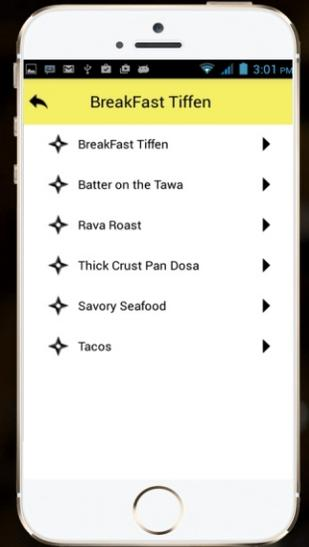 3:01 PM
BreakFast Tiffen
BreakFast Tiffen
Batter on the Tawa
Rava Roast
Thick Crust Pan Dosa
Savory Seafood
Tacos